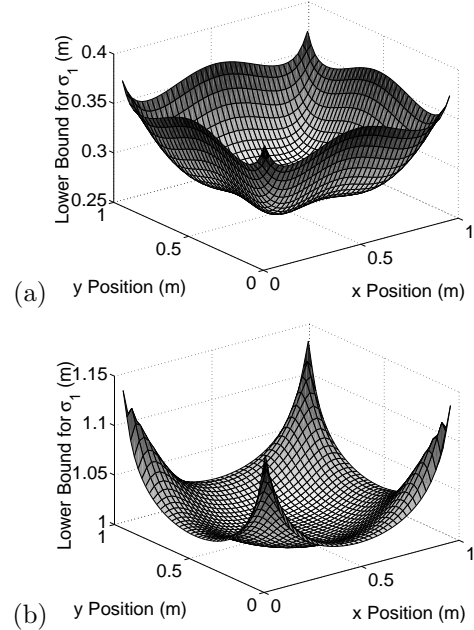 0.4
0.35
0.3
0.25
Lower Bound for σ1 (m)
1
0.5
0
y Position (m)
0
0.5
1
x Position (m)
(a)
1.15
1.1
1.05
1
Lower Bound for σ1 (m)
1
0.5
0
y Position (m)
0
0.5
1
x Position (m)
(b)